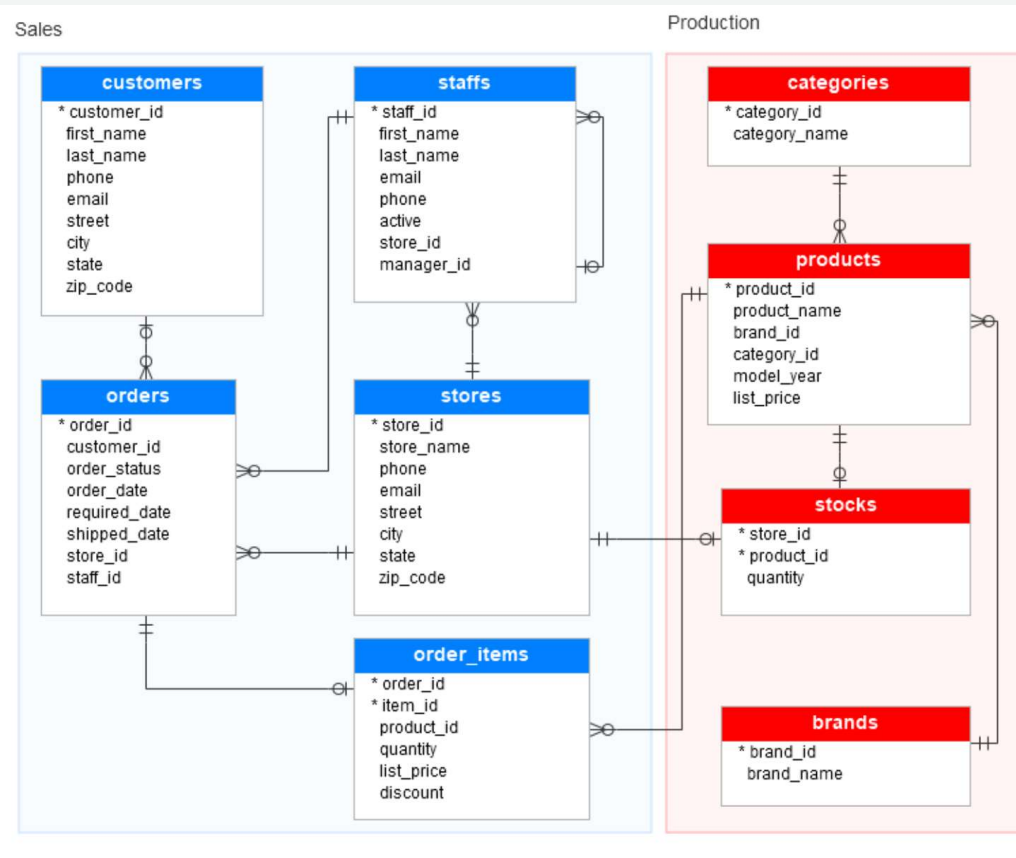 Sales
Production
customers
* customer_id
first_name
last_name
phone
email
street
city
state
zip_code
staffs
* staff_id
first_name
last_name
email
phone
active
store_id
manager_id
categories
* category_id
category_name
products
* product_id
product_name
brand_id
category_id
model_year
list_price
orders
* order_id
customer_id
order_status
order_date
required_date
shipped_date
store_id
staff_id
stores
* store_id
store_name
phone
email
street
city
state
zip_code
stocks
* store_id
* product_id
quantity
order_items
* order_id
* item_id
product_id
quantity
list_price
discount
brands
* brand_id
brand_name